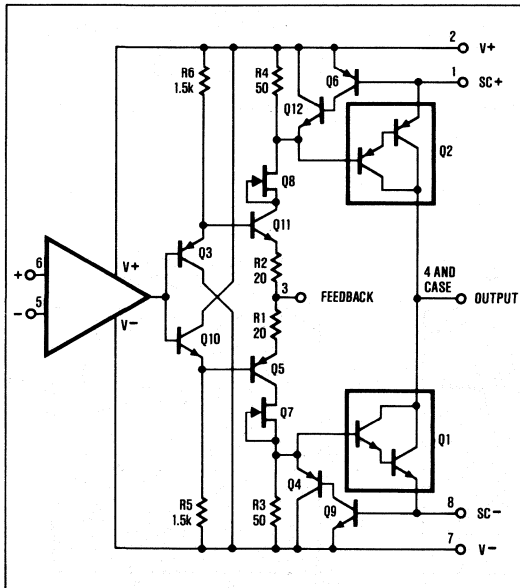 2 V+
R6 1.5k
R4 50
Q6
1 SC+
Q12
Q2
Q8
Q11
Q3
R2 20
6 +
V+
3 FEEDBACK
4 AND CASE
OUTPUT
5 −
V−
R1 20
Q10
Q5
Q7
Q1
Q4
Q9
8 SC−
R5 1.5k
R3 50
7 V−